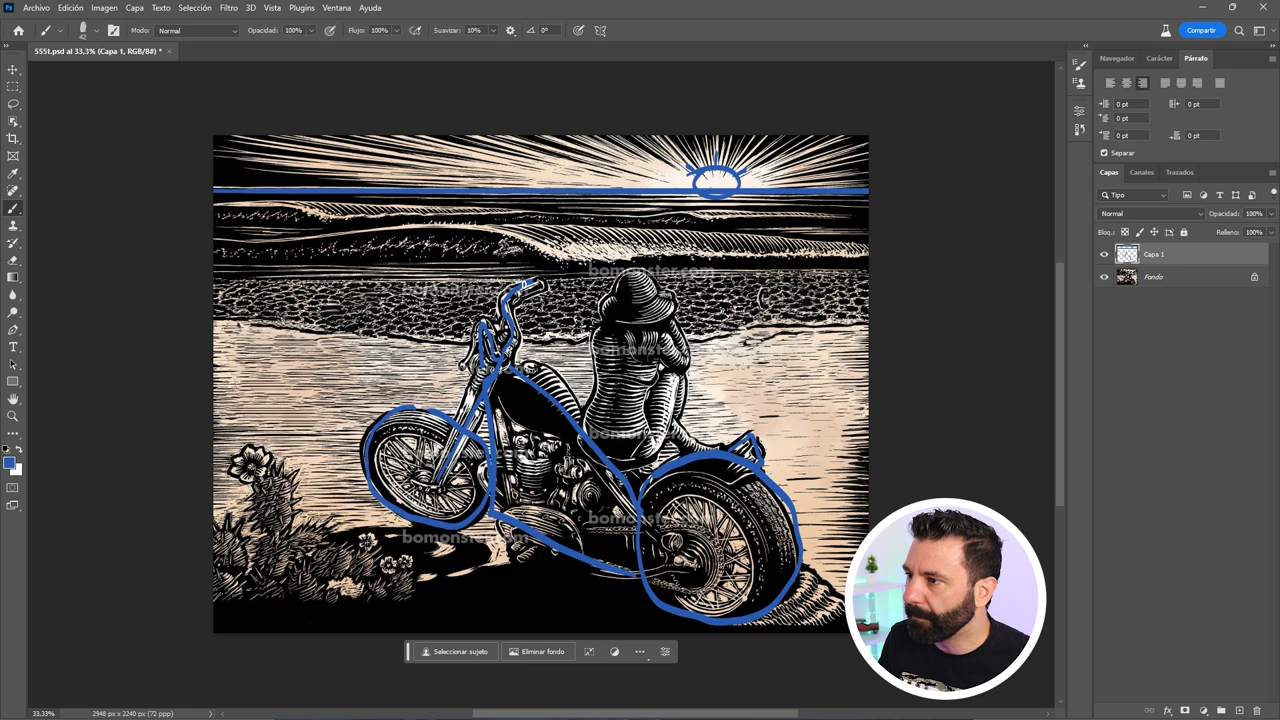 Ps Archivo Editar Imagen Capa Texto Selección Filtro 3D Vista Plugins Ventana Ayuda
42 Modo: Normal Opacidad: 100% Flujo: 100% Suavizar: 10% 0° Compartir
555t.psd al 33,3% (Capa 1, RGB/8#) * ×
Navegador Carácter Párrafo
0 pt 0 pt
0 pt
0 pt 0 pt
Separar
Capas Canales Trazados
Tipo
Normal Opacidad: 100%
Bloq.: Relleno: 100%
Capa 1
Fondo
bomonster.com
bomonster.com
bomonster.com
bomonster.com
bomonster.com
Seleccionar sujeto Eliminar fondo
33,33% 2948 px x 2240 px (72 ppp)